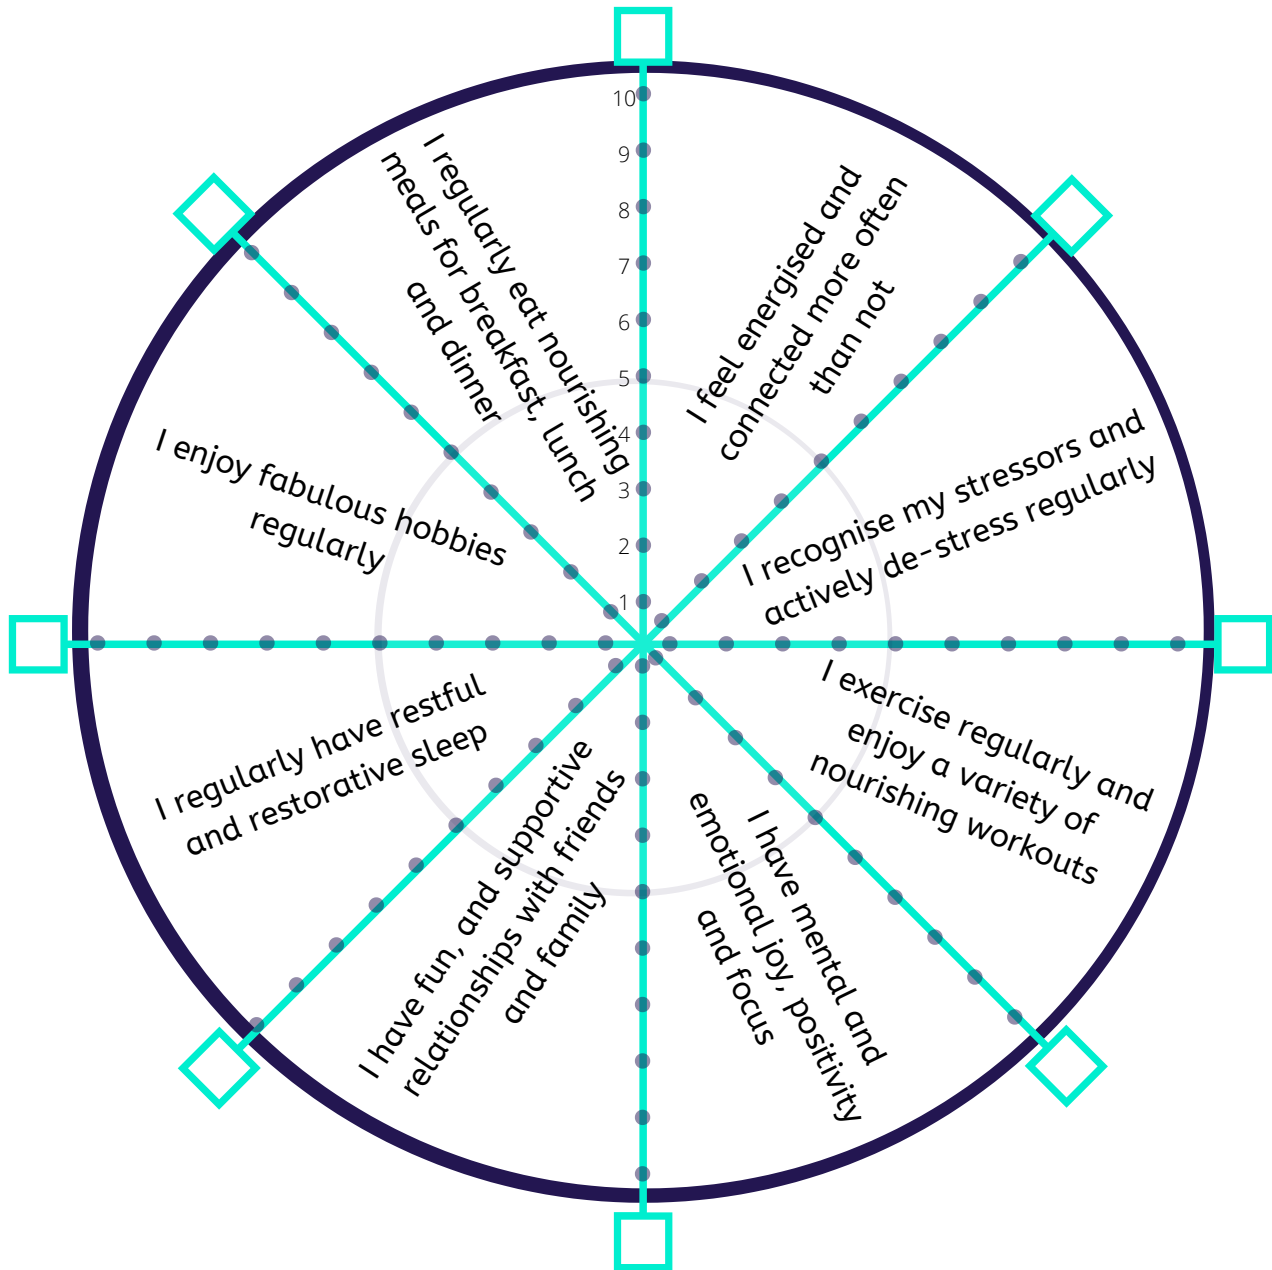 10
9
8
7
6
5
4
3
2
1
I feel energised and
connected more often
than not
I recognise my stressors and
actively de-stress regularly
I exercise regularly and
enjoy a variety of
nourishing workouts
I have mental and
emotional joy, positivity
and focus
I have fun, and supportive
relationships with friends
and family
I regularly have restful
and restorative sleep
I enjoy fabulous hobbies
regularly
I regularly eat nourishing
meals for breakfast, lunch
and dinner